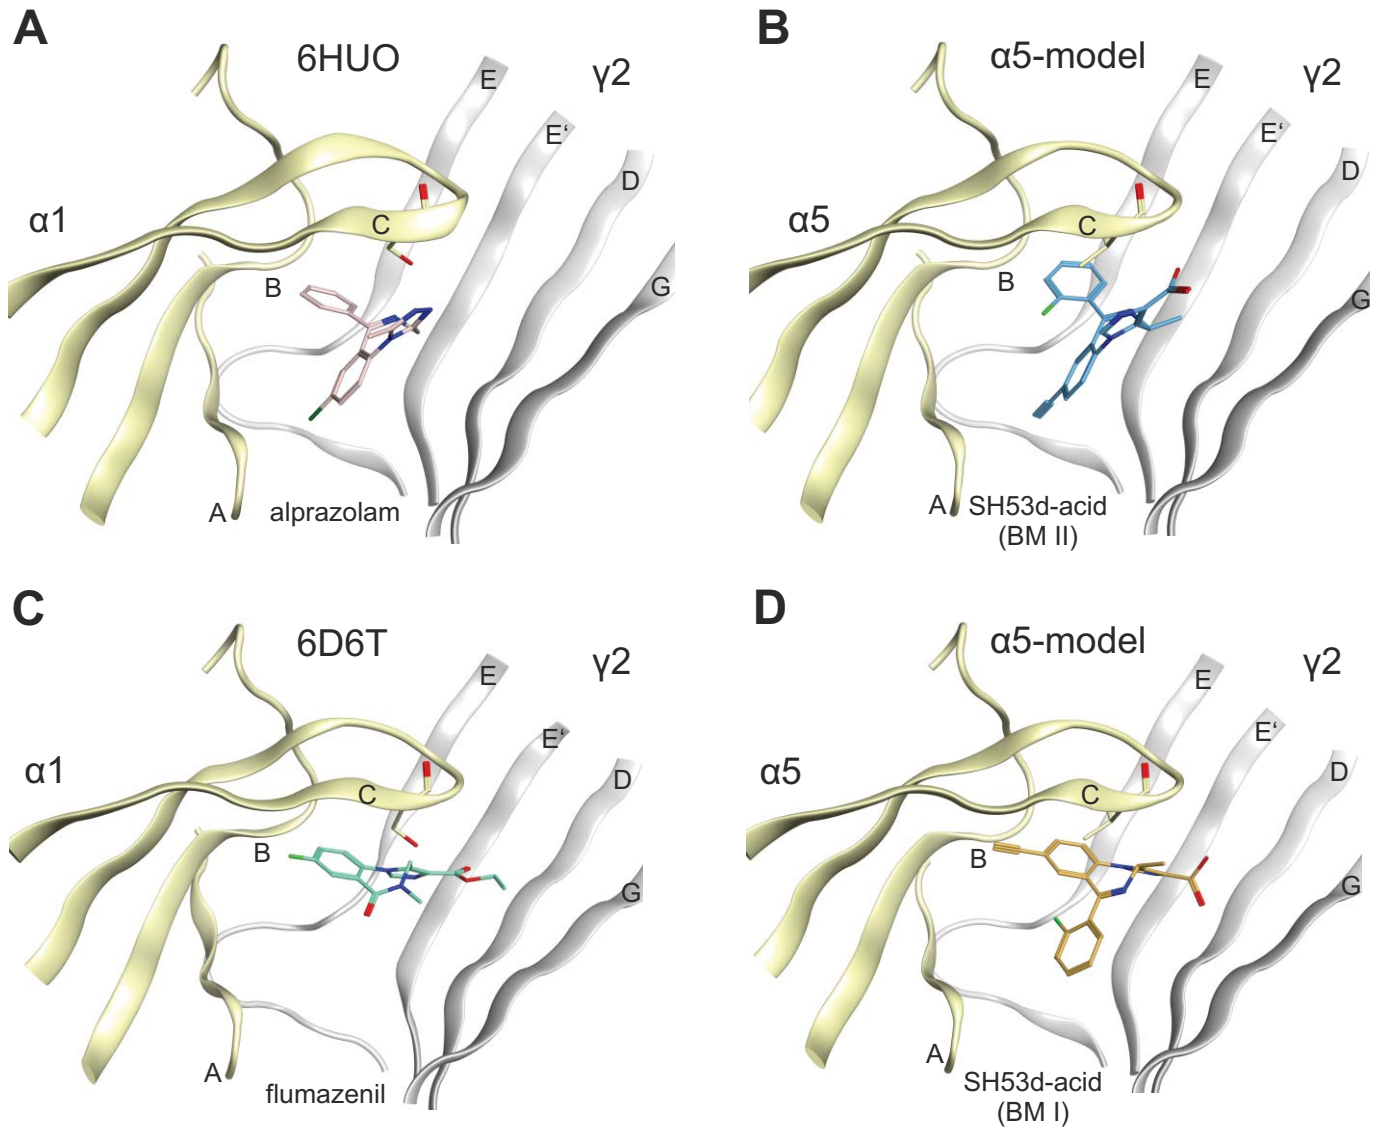 A
6HUO
γ2
E
E‘
D
α1
C
B
G
A
alprazolam
B
α5-model
γ2
E
E‘
D
α5
C
B
G
A
SH53d-acid
(BM II)
C
6D6T
γ2
E
E‘
D
α1
C
B
G
A
flumazenil
D
α5-model
γ2
E
E‘
D
α5
C
B
G
A
SH53d-acid
(BM I)